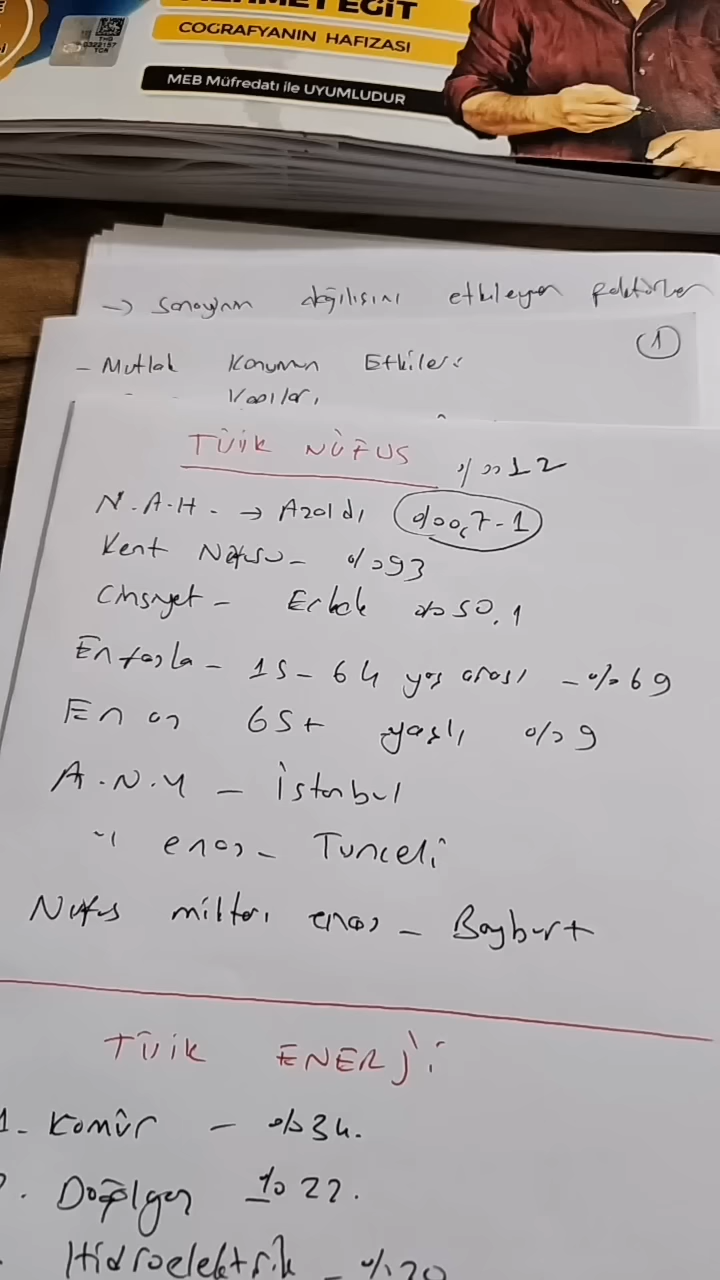 EGİT
COĞRAFYANIN HAFIZASI
MEB Müfredatı ile UYUMLUDUR
→ Sanayinin dağılışını etkileyen faktörler
①
- Mutlak Konumun Etkileri
TÜİK NÜFUS
%0 12
N.A.H. → Azaldı %00,7-1
Kent Nüfusu - %93
Cinsiyet - Erkek %50,1
En fazla - 15-64 yaş arası - %69
En az 65+ yaşlı %9
A.N.Y - İstanbul
" en az - Tunceli
Nüfus miktarı en az - Bayburt
TÜİK ENERJİ
1. Kömür - %34.
2. Doğalgaz %22.
Hidroelektrik - %20